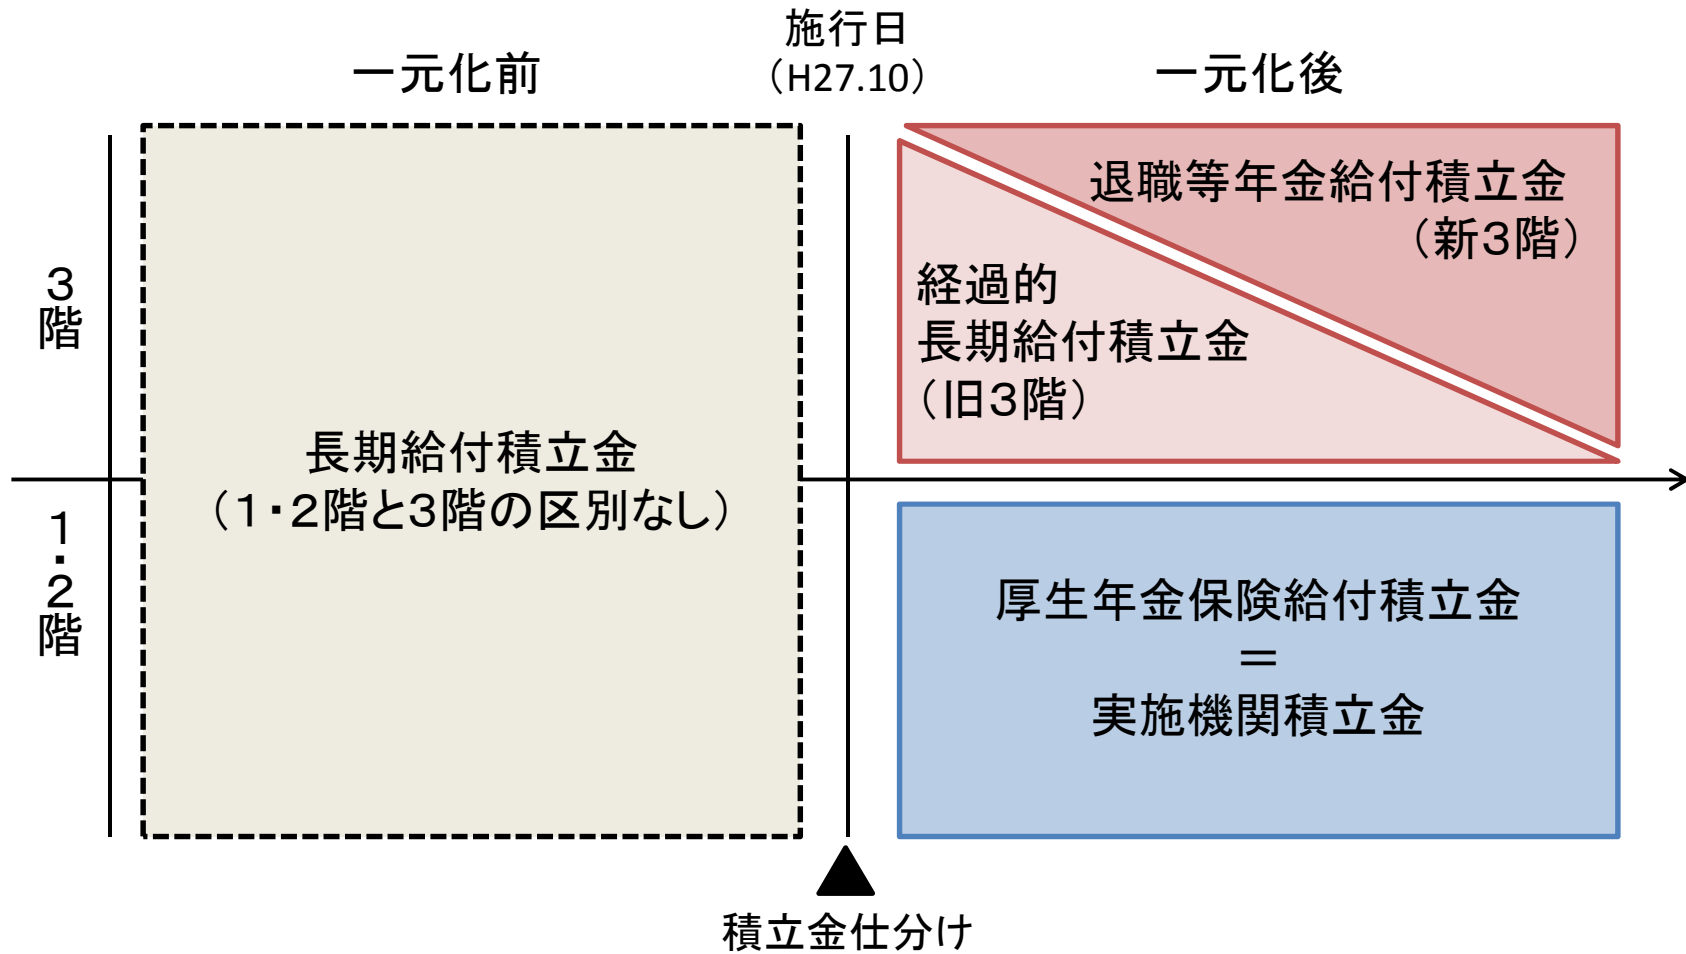 一元化前
施行日
（H27.10）
一元化後
3階
1・2階
長期給付積立金
（1・2階と3階の区別なし）
退職等年金給付積立金
（新3階）
経過的
長期給付積立金
（旧3階）
厚生年金保険給付積立金
＝
実施機関積立金
積立金仕分け